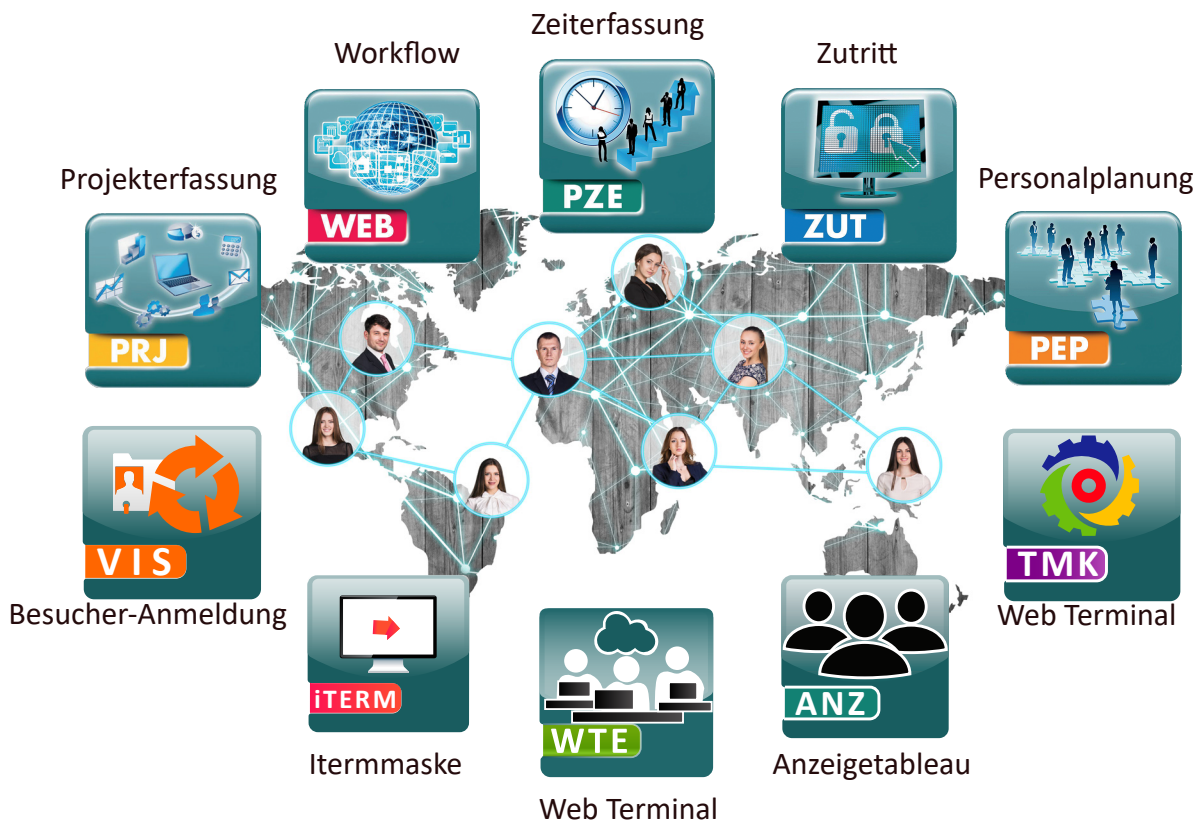 Zeiterfassung
Workflow
Zutritt
PZE
WEB
ZUT
Projekterfassung
Personalplanung
PRJ
PEP
VIS
TMK
Besucher-Anmeldung
Web Terminal
iTERM
ANZ
WTE
Itermmaske
Anzeigetableau
Web Terminal